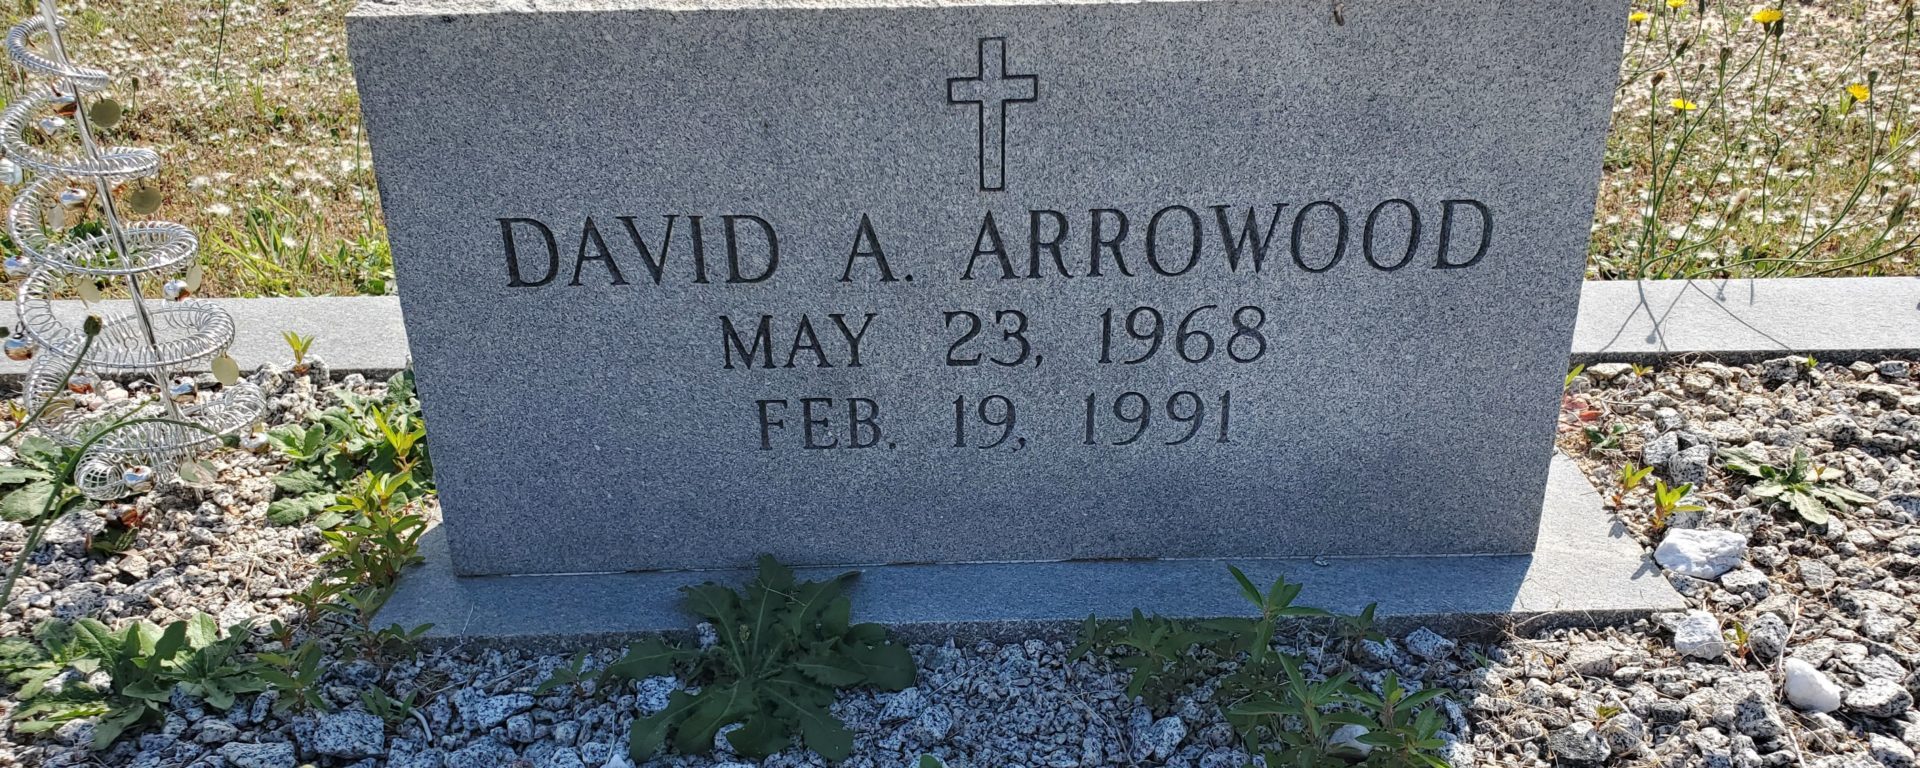 DAVID A. ARROWOOD
MAY 23, 1968
FEB. 19, 1991